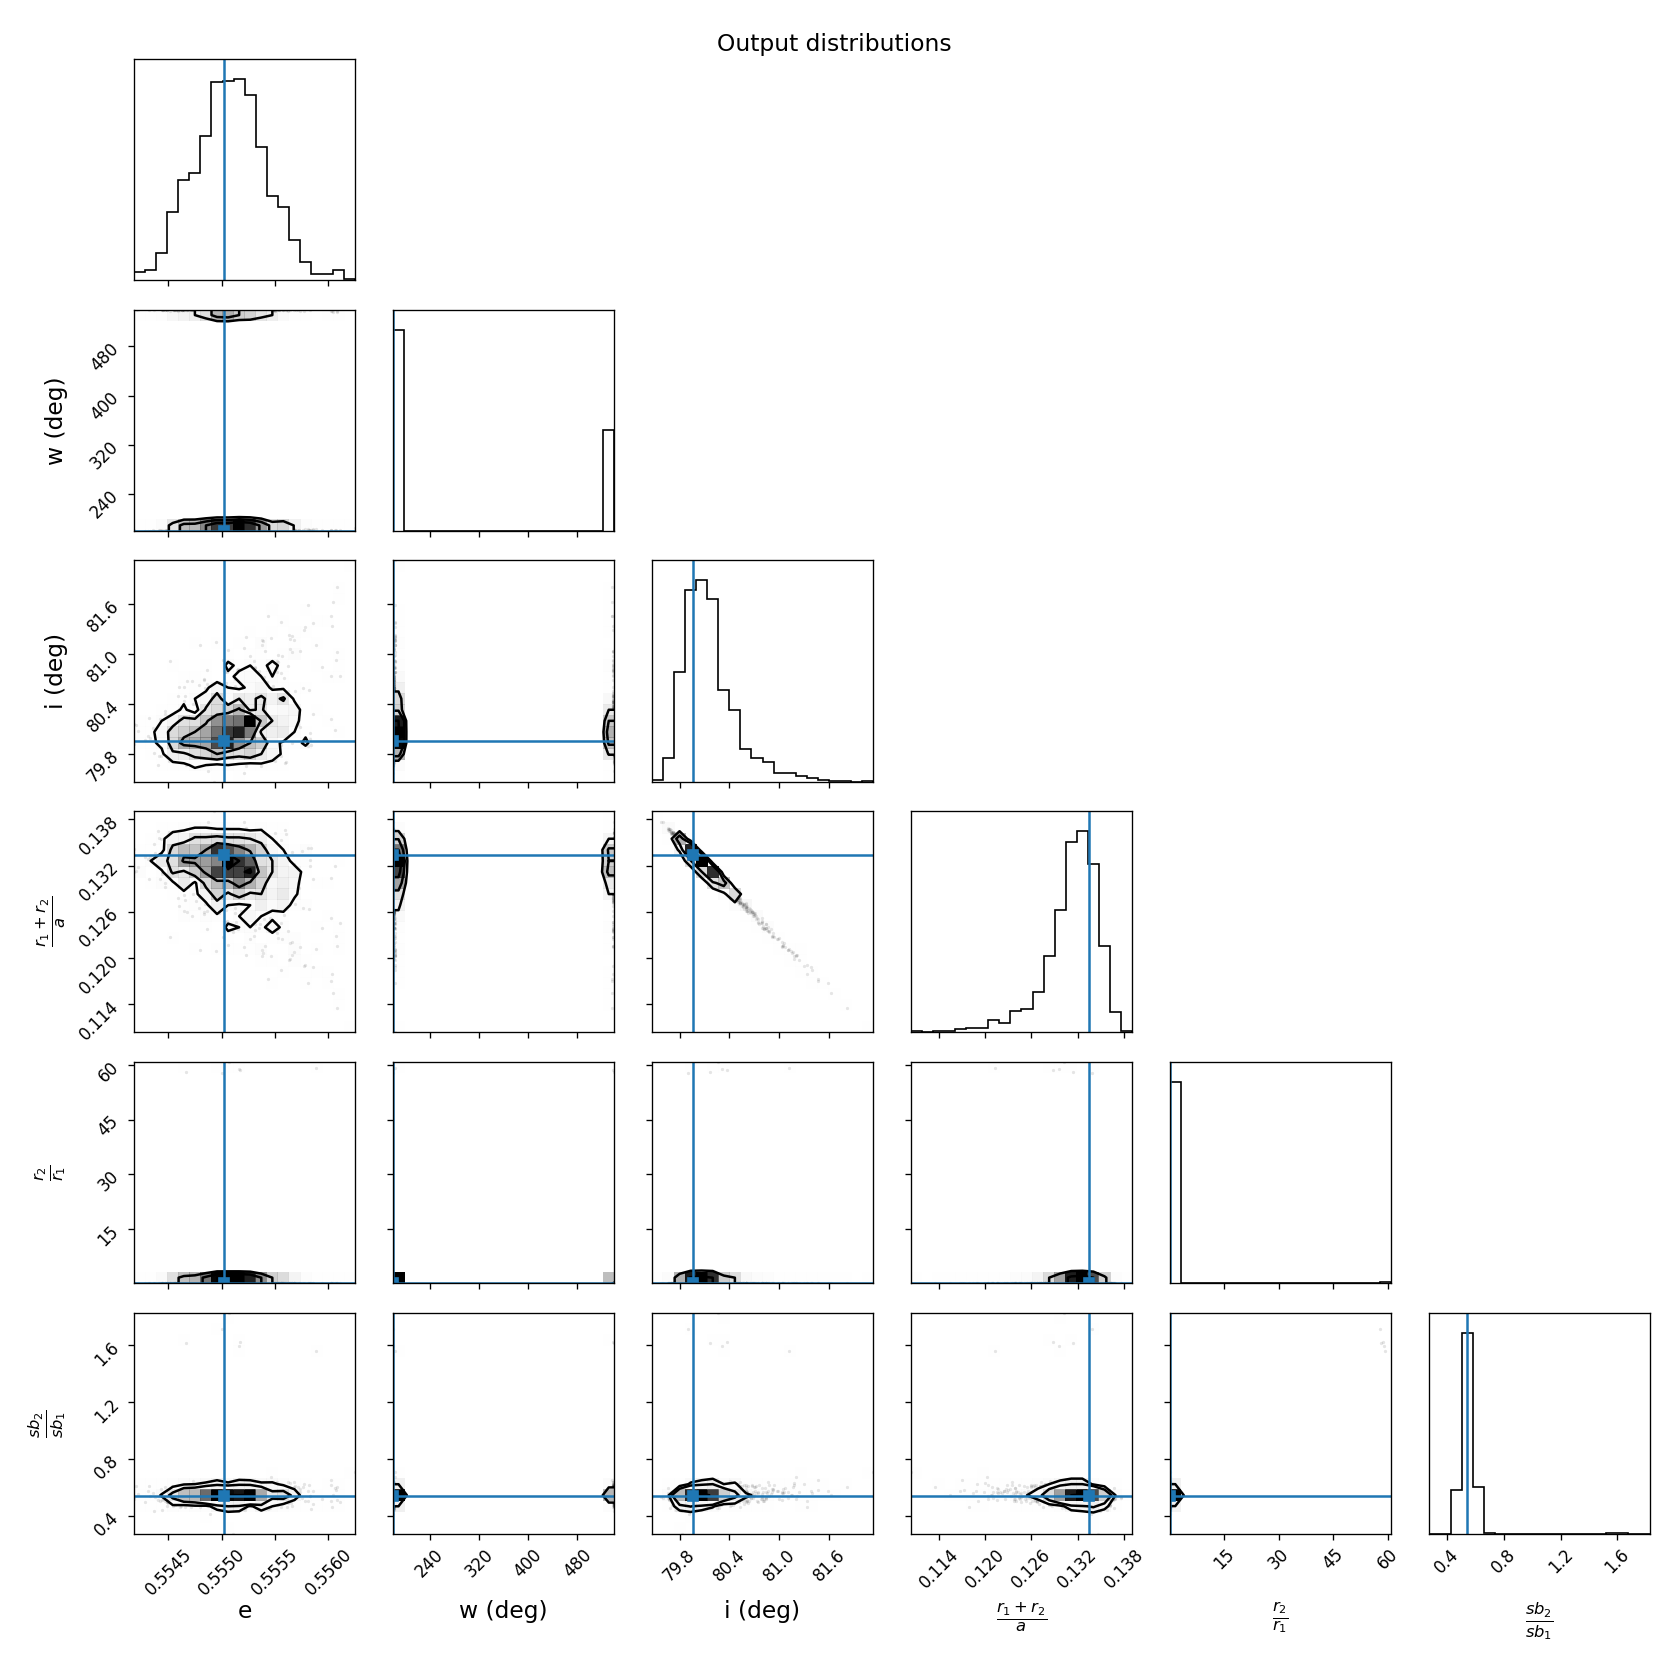 Output distributions
w (deg)
480
400
320
240
i (deg)
81.6
81.0
80.4
79.8
r₁ + r₂
a
0.138
0.132
0.126
0.120
0.114
r₂
r₁
60
45
30
15
sb₂
sb₁
1.6
1.2
0.8
0.4
0.5545 0.5550 0.5555 0.5560 240 320 400 480 79.8 80.4 81.0 81.6 0.114 0.120 0.126 0.132 0.138 15 30 45 60 0.4 0.8 1.2 1.6
e w (deg) i (deg) r₁ + r₂ / a r₂ / r₁ sb₂ / sb₁